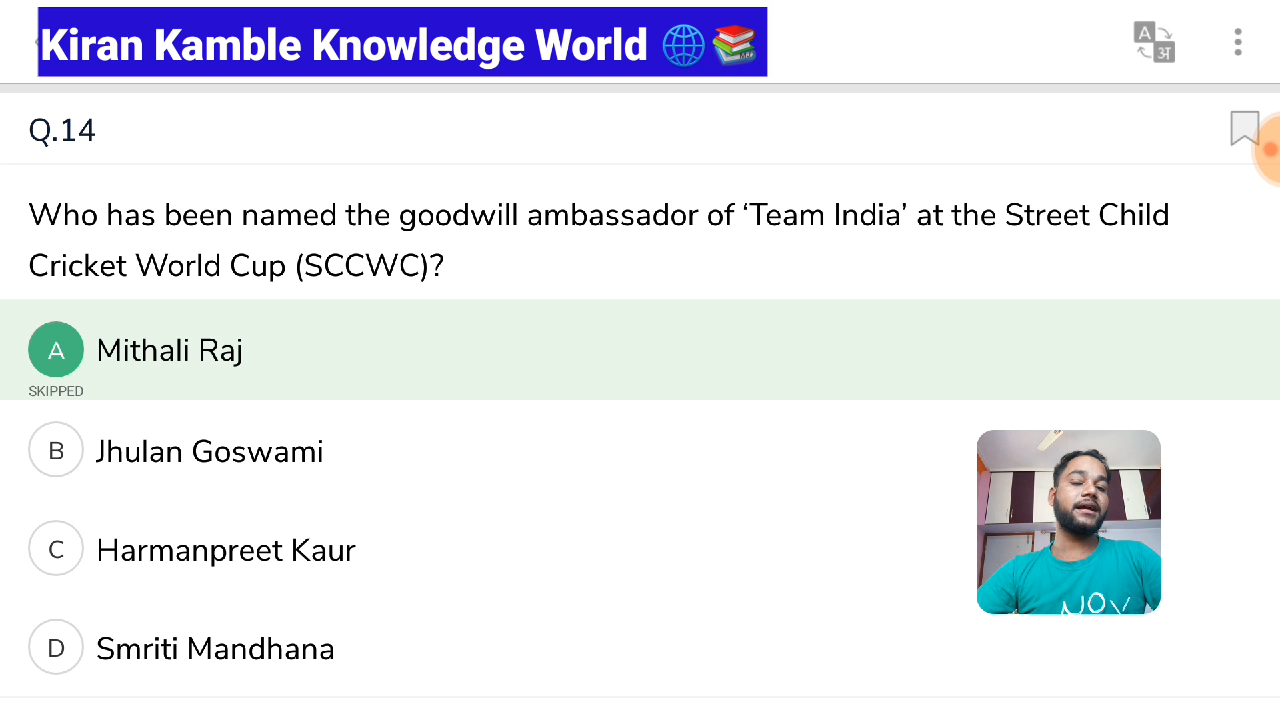 Kiran Kamble Knowledge World
Q.14
Who has been named the goodwill ambassador of ‘Team India’ at the Street Child
Cricket World Cup (SCCWC)?
A Mithali Raj
SKIPPED
B Jhulan Goswami
C Harmanpreet Kaur
D Smriti Mandhana
A अ
NOV